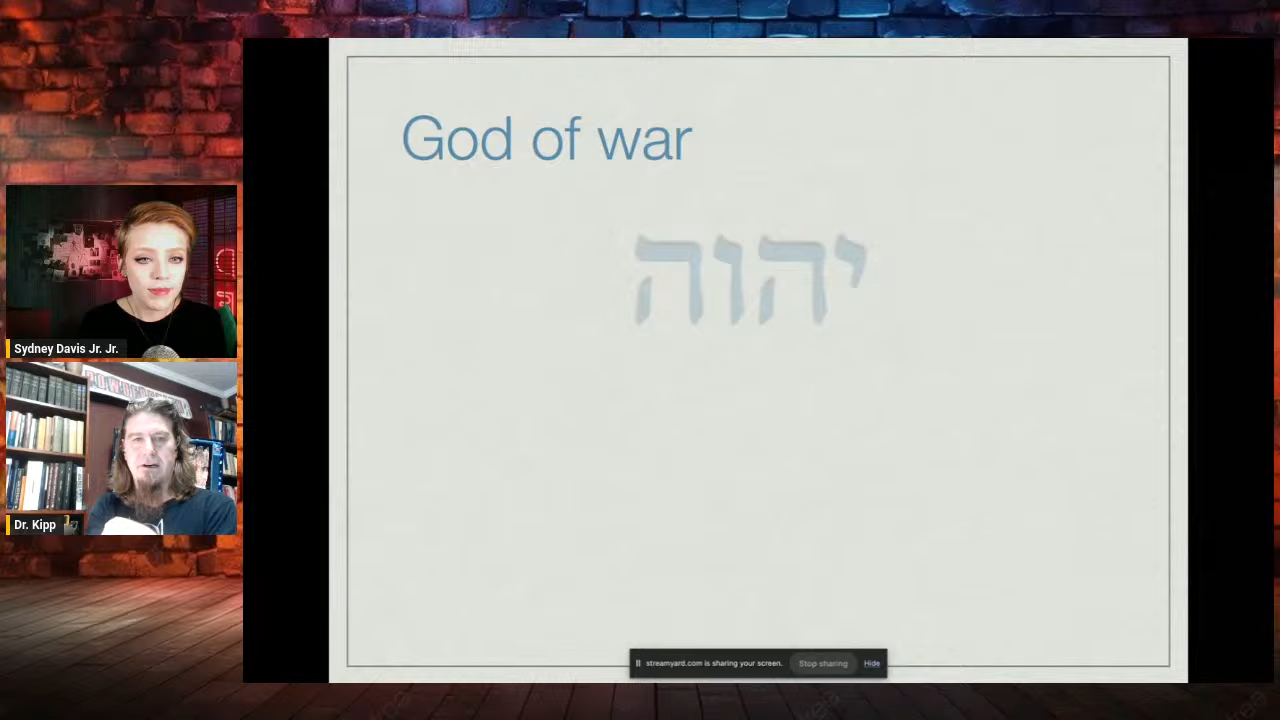 God of war
יהוה
Sydney Davis Jr. Jr.
Dr. Kipp
streamyard.com is sharing your screen. Stop sharing Hide